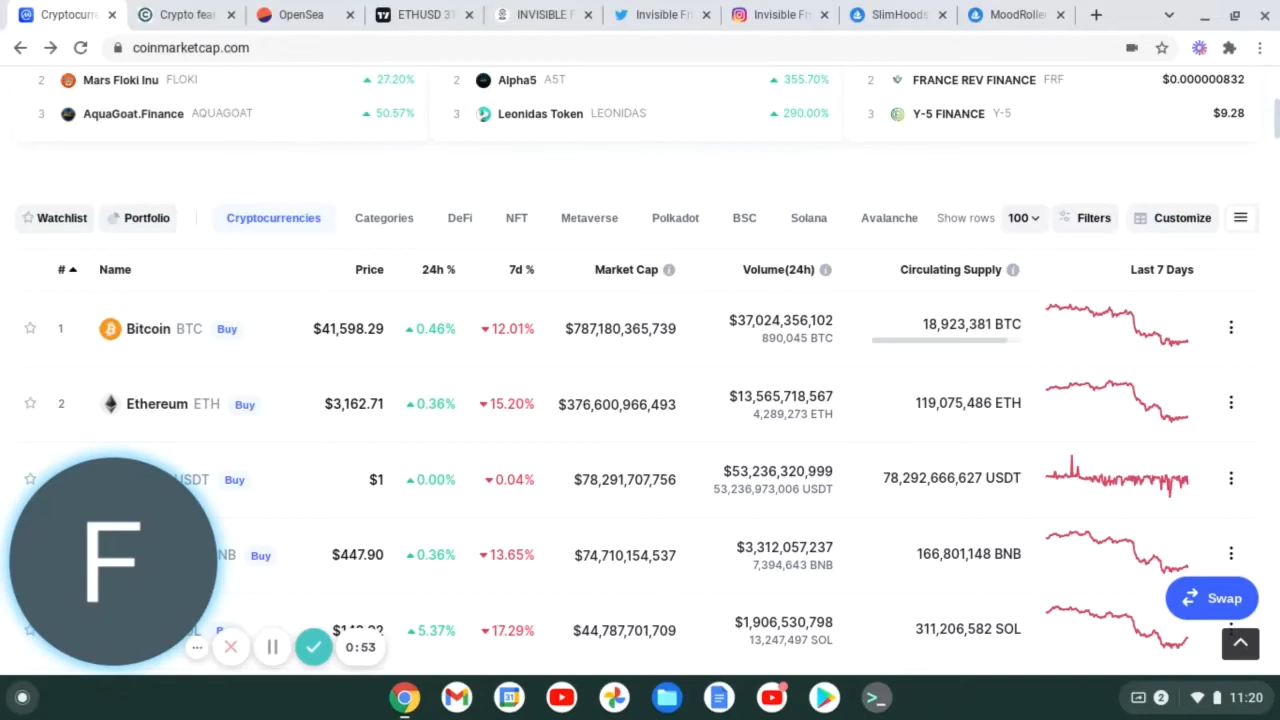 Cryptocurre
Crypto fear
OpenSea
ETHUSD 31
INVISIBLE F
Invisible Fri
Invisible Fri
SlimHoods
MoodRolle
coinmarketcap.com
2 Mars Floki Inu FLOKI 27.20% 2 Alpha5 A5T 355.70% 2 FRANCE REV FINANCE FRF $0.000000832
3 AquaGoat.Finance AQUAGOAT 50.57% 3 Leonidas Token LEONIDAS 290.00% 3 Y-5 FINANCE Y-5 $9.28
Watchlist Portfolio Cryptocurrencies Categories DeFi NFT Metaverse Polkadot BSC Solana Avalanche Show rows 100 Filters Customize
# Name Price 24h % 7d % Market Cap Volume(24h) Circulating Supply Last 7 Days
1 Bitcoin BTC Buy $41,598.29 0.46% 12.01% $787,180,365,739 $37,024,356,102 18,923,381 BTC
890,045 BTC
2 Ethereum ETH Buy $3,162.71 0.36% 15.20% $376,600,966,493 $13,565,718,567 119,075,486 ETH
4,289,273 ETH
USDT Buy $1 0.00% 0.04% $78,291,707,756 $53,236,320,999 78,292,666,627 USDT
53,236,973,006 USDT
NB Buy $447.90 0.36% 13.65% $74,710,154,537 $3,312,057,237 166,801,148 BNB
7,394,643 BNB
5.37% 17.29% $44,787,701,709 $1,906,530,798 311,206,582 SOL
13,247,497 SOL
Swap
F
0:53
31
2
11:20